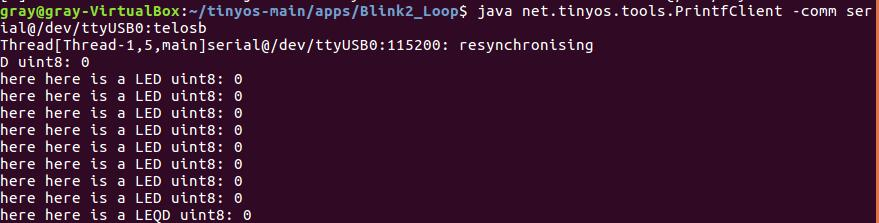 gray@gray-VirtualBox:~/tinyos-main/apps/Blink2_Loop$ java net.tinyos.tools.PrintfClient -comm ser
ial@/dev/ttyUSB0:telosb
Thread[Thread-1,5,main]serial@/dev/ttyUSB0:115200: resynchronising
D uint8: 0
here here is a LED uint8: 0
here here is a LED uint8: 0
here here is a LED uint8: 0
here here is a LED uint8: 0
here here is a LED uint8: 0
here here is a LED uint8: 0
here here is a LED uint8: 0
here here is a LED uint8: 0
here here is a LEQD uint8: 0